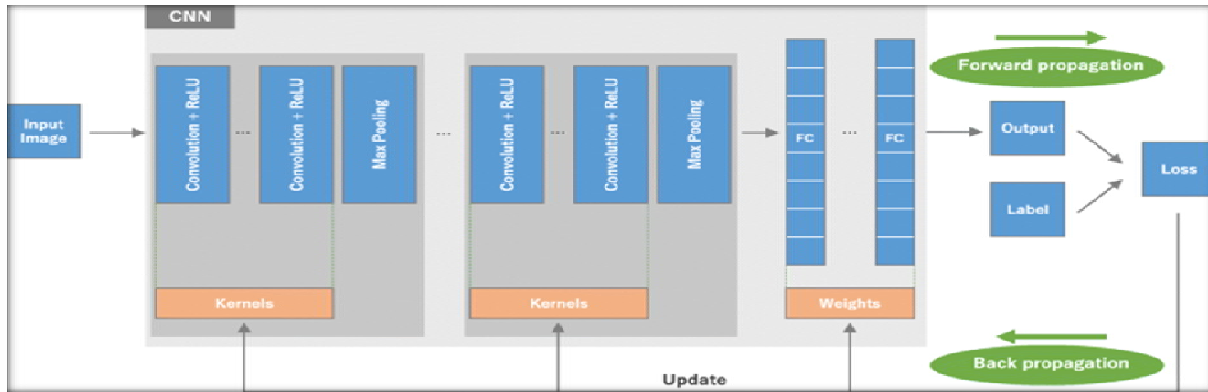 CNN
Forward propagation
Input
Image
Convolution + ReLU
...
Convolution + ReLU
Max Pooling
...
Convolution + ReLU
...
Convolution + ReLU
Max Pooling
FC
...
FC
Output
Label
Loss
Kernels
Kernels
Weights
Back propagation
Update